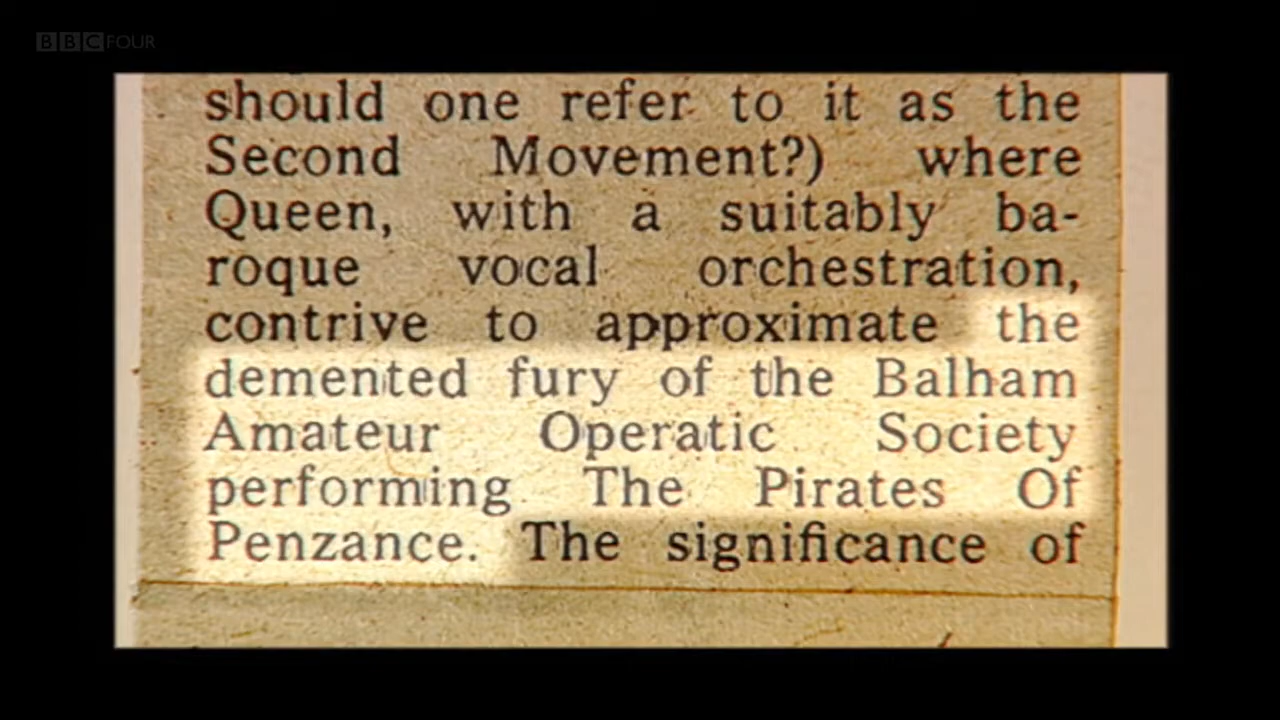 BBC FOUR
should one refer to it as the
Second Movement?) where
Queen, with a suitably ba-
roque vocal orchestration,
contrive to approximate the
demented fury of the Balham
Amateur Operatic Society
performing The Pirates Of
Penzance. The significance of